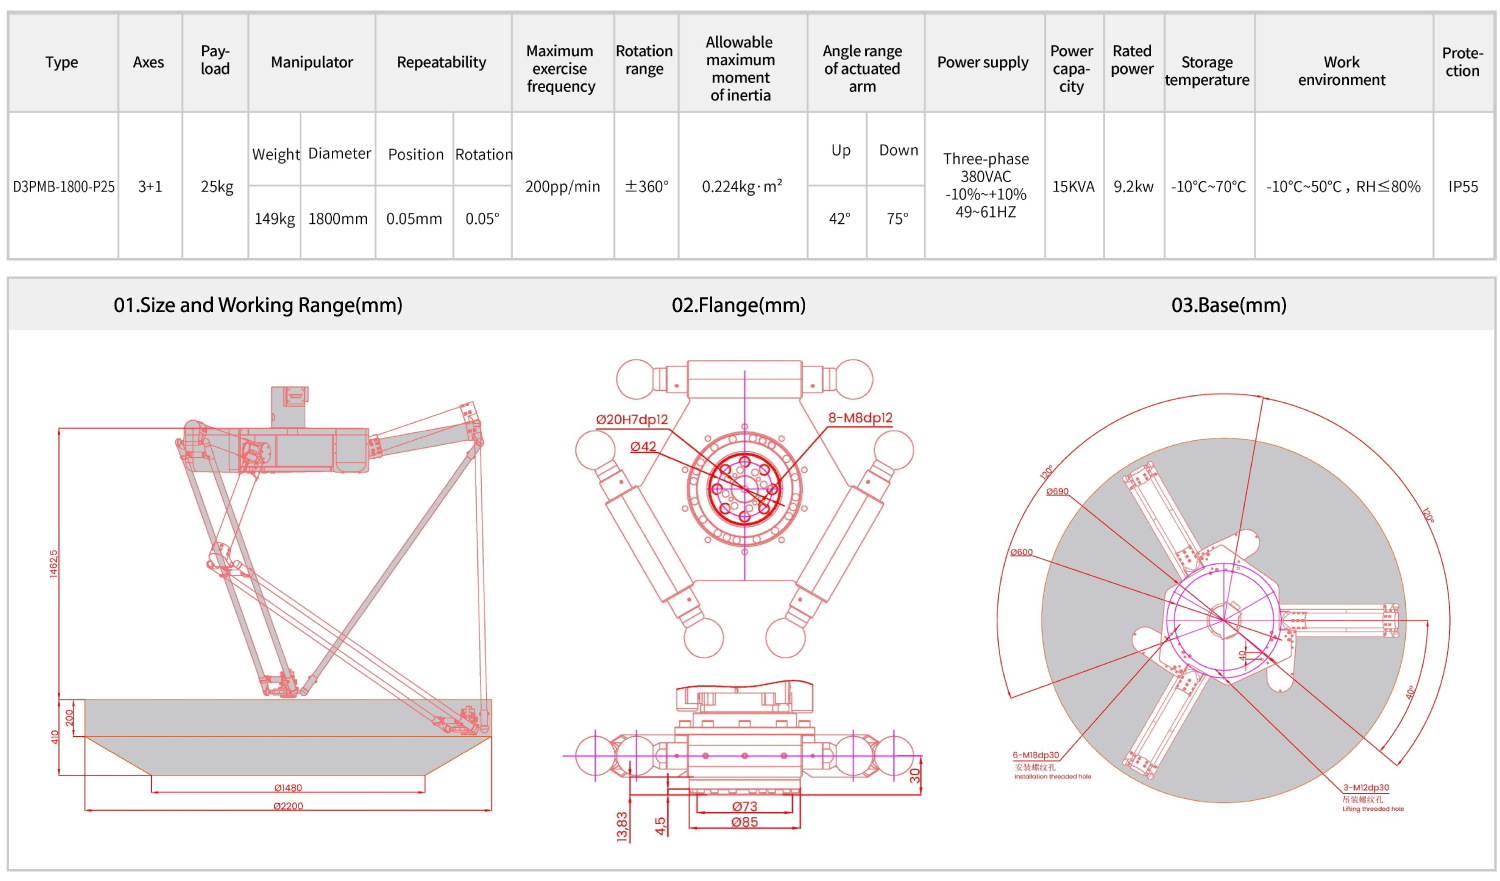 Type
Axes
Pay-
load
Manipulator
Repeatability
Maximum
exercise
frequency
Rotation
range
Allowable
maximum
moment
of inertia
Angle range
of actuated
arm
Power supply
Power
capa-
city
Rated
power
Storage
temperature
Work
environment
Prote-
ction
D3PMB-1800-P25
3+1
25kg
Weight
Diameter
149kg
1800mm
Position
Rotation
0.05mm
0.05°
200pp/min
±360°
0.224kg·m²
Up
Down
42°
75°
Three-phase
380VAC
-10%~+10%
49~61HZ
15KVA
9.2kw
-10°C~70°C
-10°C~50°C，RH≤80%
IP55
01.Size and Working Range(mm)
02.Flange(mm)
03.Base(mm)
1462.5
200
410
Ø1480
Ø2200
Ø20H7dp12
Ø42
8-M8dp12
30
13,83
4,5
Ø73
Ø85
120°
120°
Ø690
Ø600
40
40°
6-M18dp30
安装螺纹孔
installation threaded hole
3-M12dp30
吊装螺纹孔
Lifting threaded hole